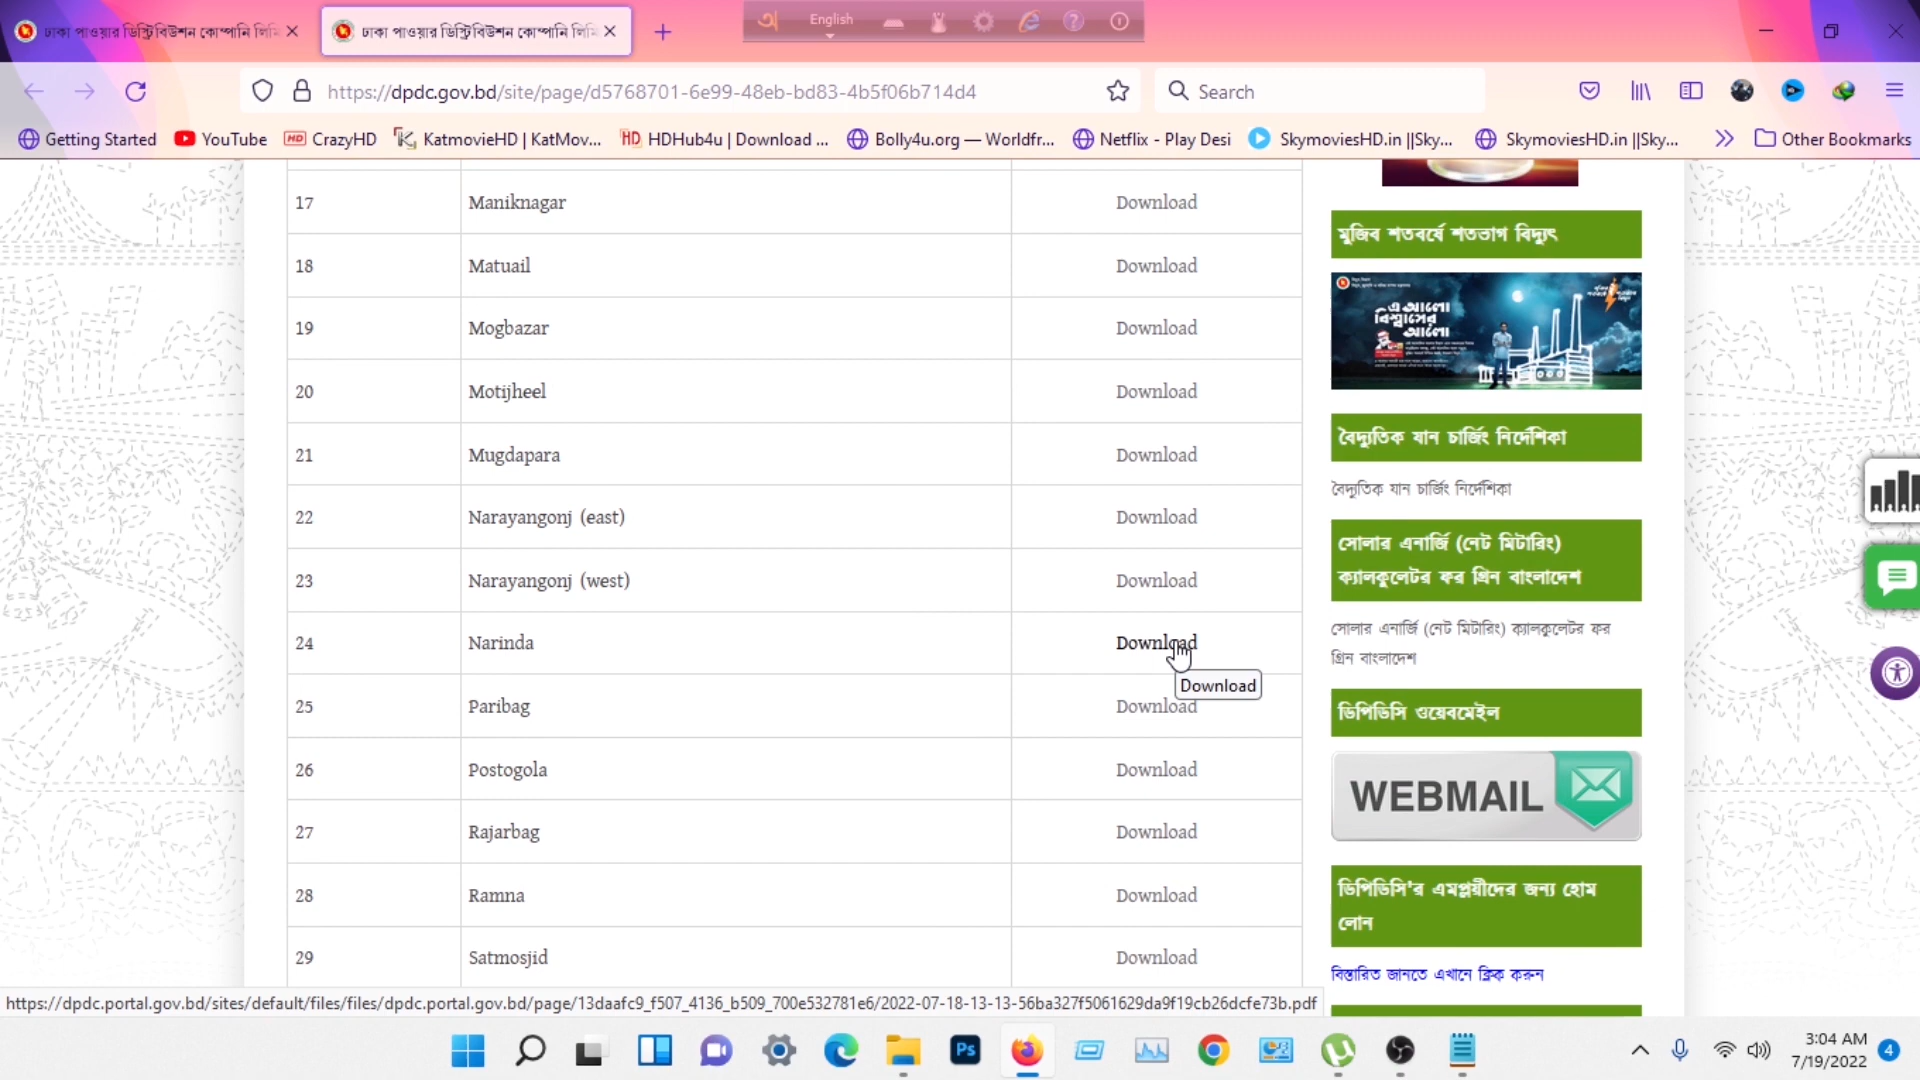 ঢাকা পাওয়ার ডিস্ট্রিবিউশন কোম্পানি লিমি
ঢাকা পাওয়ার ডিস্ট্রিবিউশন কোম্পানি লিমি
English
https://dpdc.gov.bd/site/page/d5768701-6e99-48eb-bd83-4b5f06b714d4
Search
Getting Started
YouTube
CrazyHD
KatmovieHD | KatMov...
HDHub4u | Download ...
Bolly4u.org — Worldfr...
Netflix - Play Desi
SkymoviesHD.in ||Sky...
SkymoviesHD.in ||Sky...
Other Bookmarks
17 Maniknagar Download
18 Matuail Download
19 Mogbazar Download
20 Motijheel Download
21 Mugdapara Download
22 Narayangonj (east) Download
23 Narayangonj (west) Download
24 Narinda Download
Download
25 Paribag Download
26 Postogola Download
27 Rajarbag Download
28 Ramna Download
29 Satmosjid Download
মুজিব শতবর্ষে শতভাগ বিদ্যুৎ
এ আলো
বিশ্বাসের
আলো
বৈদ্যুতিক যান চার্জিং নির্দেশিকা
বৈদ্যুতিক যান চার্জিং নির্দেশিকা
সোলার এনার্জি (নেট মিটারিং)
ক্যালকুলেটর ফর গ্রিন বাংলাদেশ
সোলার এনার্জি (নেট মিটারিং) ক্যালকুলেটর ফর
গ্রিন বাংলাদেশ
ডিপিডিসি ওয়েবমেইল
WEBMAIL
ডিপিডিসি'র এমপ্লয়ীদের জন্য হোম
লোন
বিস্তারিত জানতে এখানে ক্লিক করুন
https://dpdc.portal.gov.bd/sites/default/files/files/dpdc.portal.gov.bd/page/13daafc9_f507_4136_b509_700e532781e6/2022-07-18-13-13-56ba327f5061629da9f19cb26dcfe73b.pdf
Ps
3:04 AM
7/19/2022
4